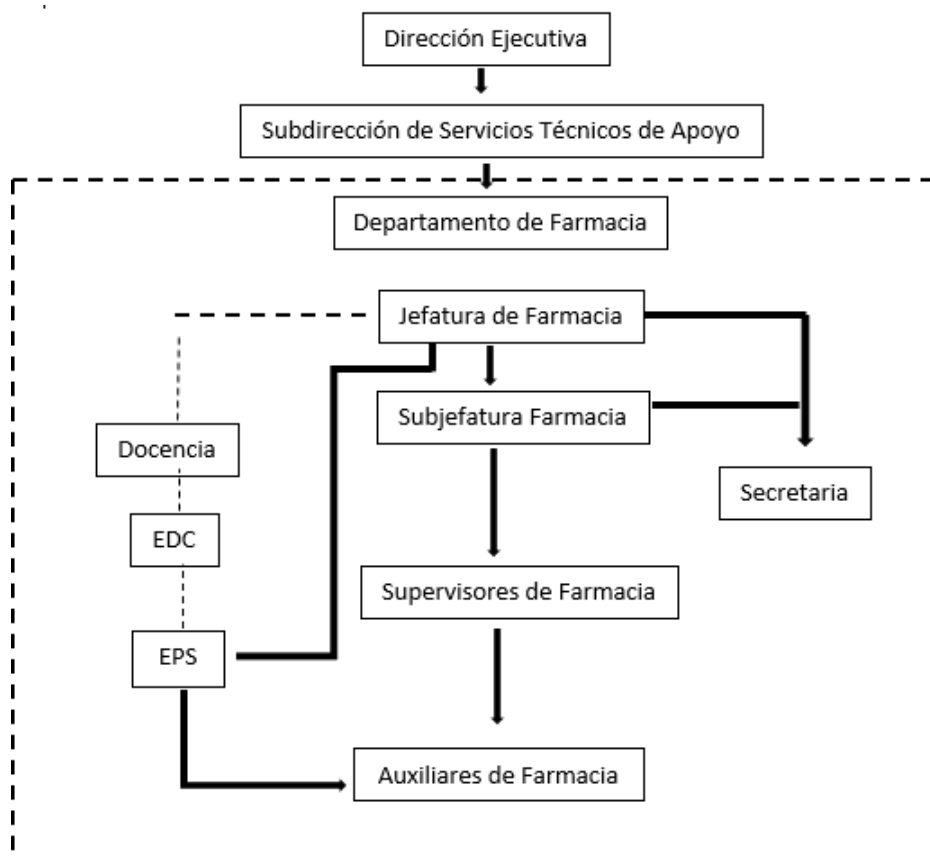 Dirección Ejecutiva
Subdirección de Servicios Técnicos de Apoyo
Departamento de Farmacia
Jefatura de Farmacia
Subjefatura Farmacia
Docencia
Secretaria
EDC
Supervisores de Farmacia
EPS
Auxiliares de Farmacia